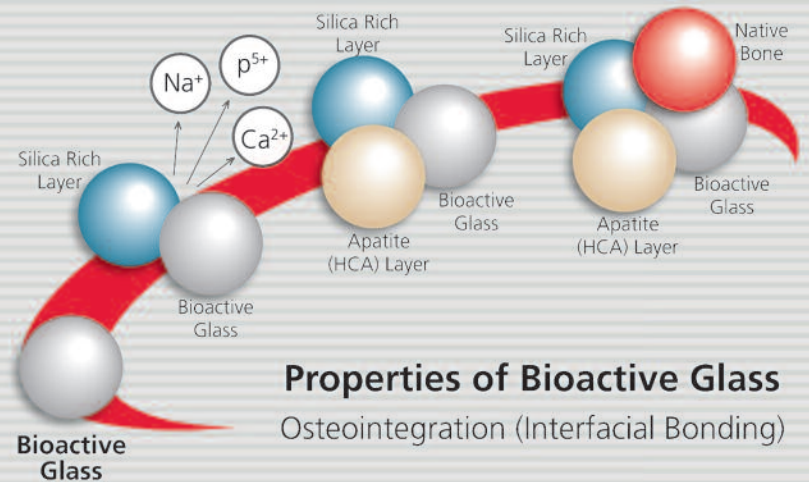 Bioactive
Glass
Silica Rich
Layer
Na⁺
p⁵⁺
Ca²⁺
Bioactive
Glass
Silica Rich
Layer
Bioactive
Glass
Apatite
(HCA) Layer
Silica Rich
Layer
Native
Bone
Bioactive
Glass
Apatite
(HCA) Layer
Properties of Bioactive Glass
Osteointegration (Interfacial Bonding)